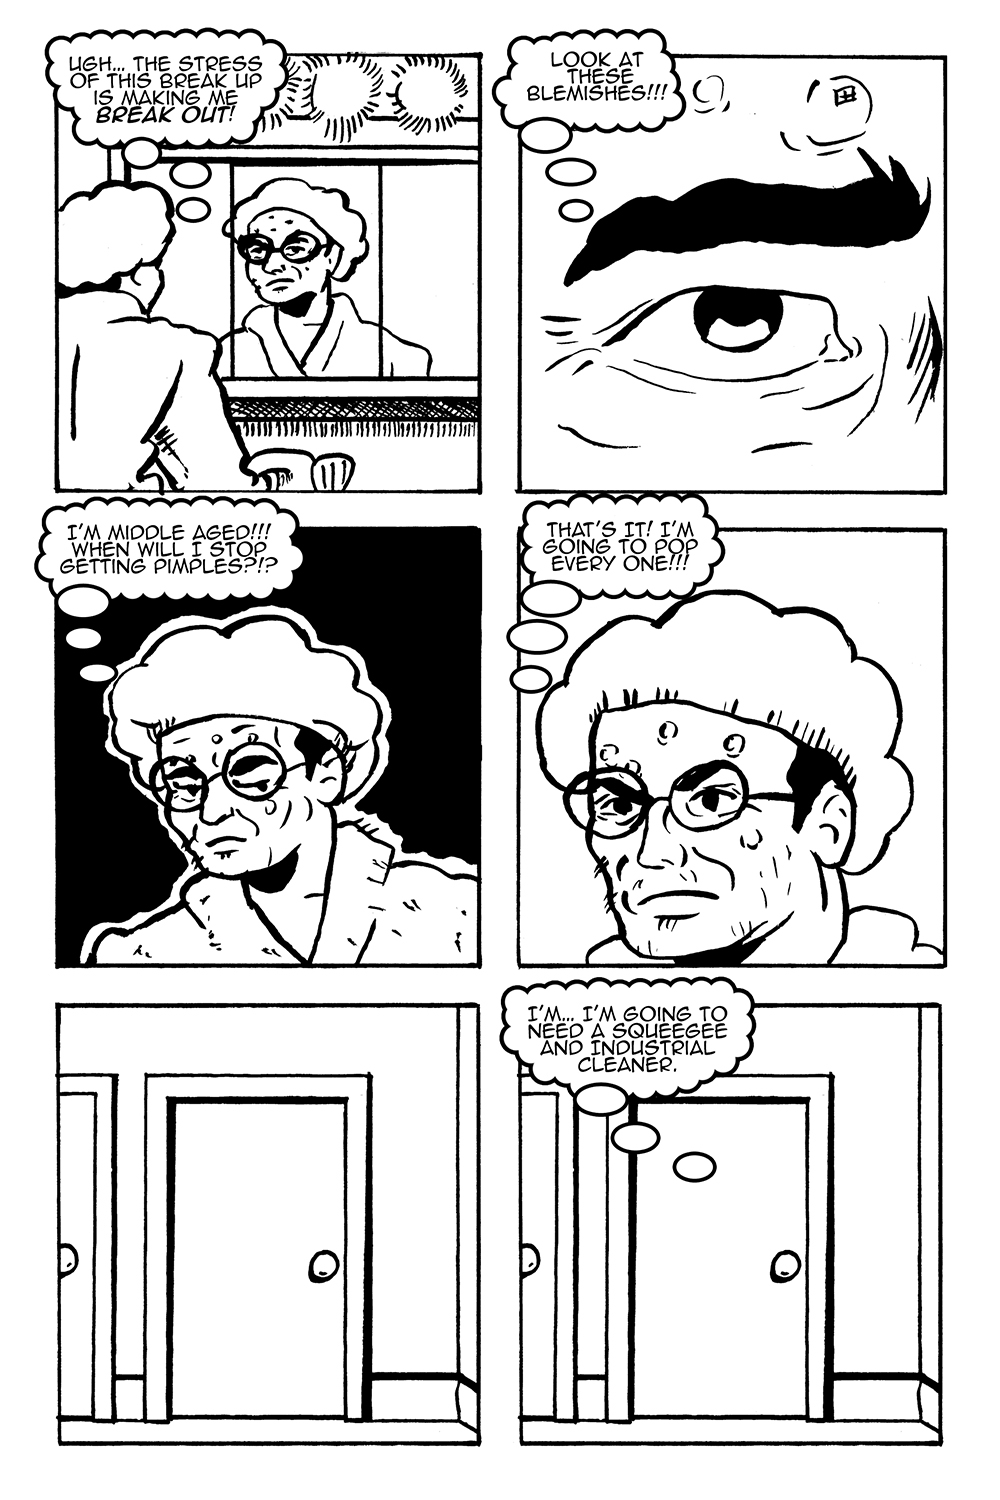 UGH... THE STRESS
OF THIS BREAK UP
IS MAKING ME
BREAK OUT!
LOOK AT
THESE
BLEMISHES!!!
I'M MIDDLE AGED!!!
WHEN WILL I STOP
GETTING PIMPLES?!?
THAT'S IT! I'M
GOING TO POP
EVERY ONE!!!
I'M... I'M GOING TO
NEED A SQUEEGEE
AND INDUSTRIAL
CLEANER.